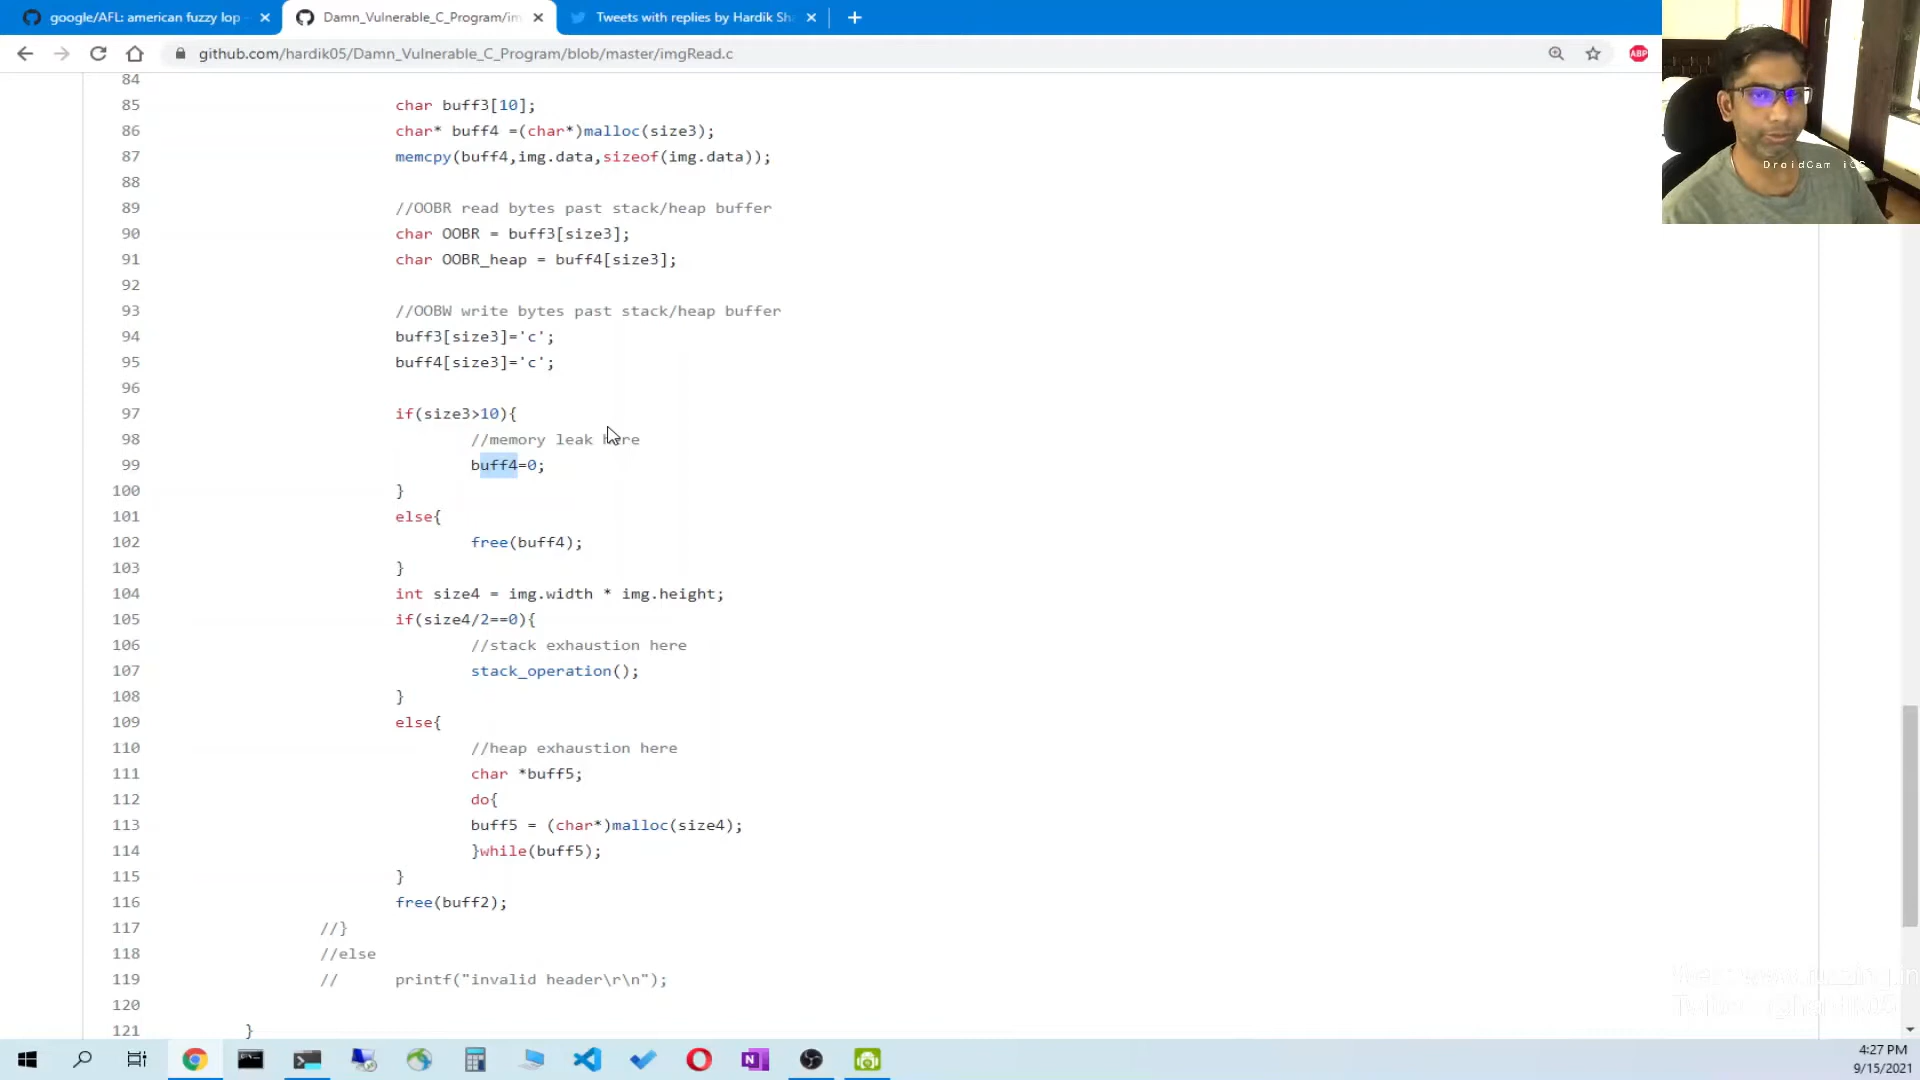 google/AFL: american fuzzy lop
Damn_Vulnerable_C_Program/im
Tweets with replies by Hardik Sh
github.com/hardik05/Damn_Vulnerable_C_Program/blob/master/imgRead.c
ABP
DroidCam iOS
84
85 char buff3[10];
86 char* buff4 =(char*)malloc(size3);
87 memcpy(buff4,img.data,sizeof(img.data));
88
89 //OOBR read bytes past stack/heap buffer
90 char OOBR = buff3[size3];
91 char OOBR_heap = buff4[size3];
92
93 //OOBW write bytes past stack/heap buffer
94 buff3[size3]='c';
95 buff4[size3]='c';
96
97 if(size3>10){
98 //memory leak here
99 buff4=0;
100 }
101 else{
102 free(buff4);
103 }
104 int size4 = img.width * img.height;
105 if(size4/2==0){
106 //stack exhaustion here
107 stack_operation();
108 }
109 else{
110 //heap exhaustion here
111 char *buff5;
112 do{
113 buff5 = (char*)malloc(size4);
114 }while(buff5);
115 }
116 free(buff2);
117 //}
118 //else
119 // printf("invalid header\r\n");
120
121 }
4:27 PM
9/15/2021